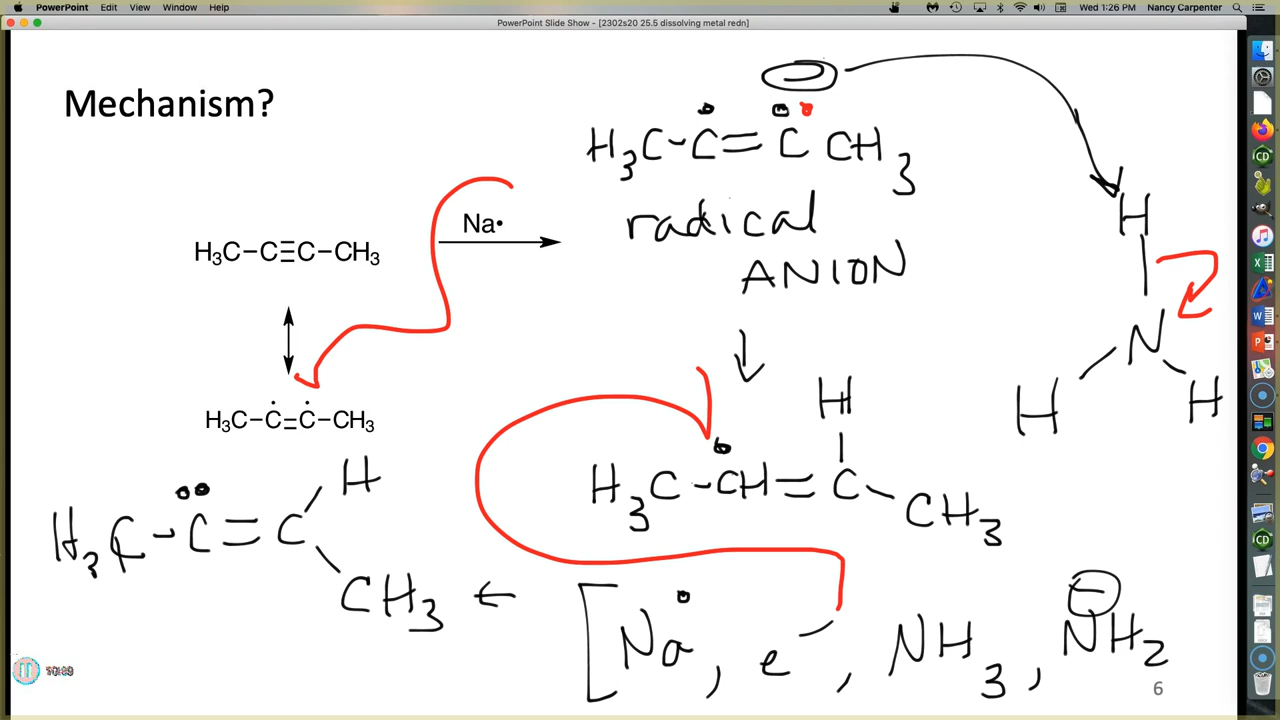 PowerPoint File Edit View Window Help Wed 1:26 PM Nancy Carpenter
PowerPoint Slide Show - [2302s20 25.5 dissolving metal redn]
Mechanism?
H₃C-C≡C-CH₃
Na•
H₃C-C=CCH₃
radical
ANION
H
N
H H
H₃C-C=C-CH₃
H
H₃C-CH=C-CH₃
H
H₃C-C=C
CH₃
←
[Na•, e⁻, NH₃, ⊖NH₂
6